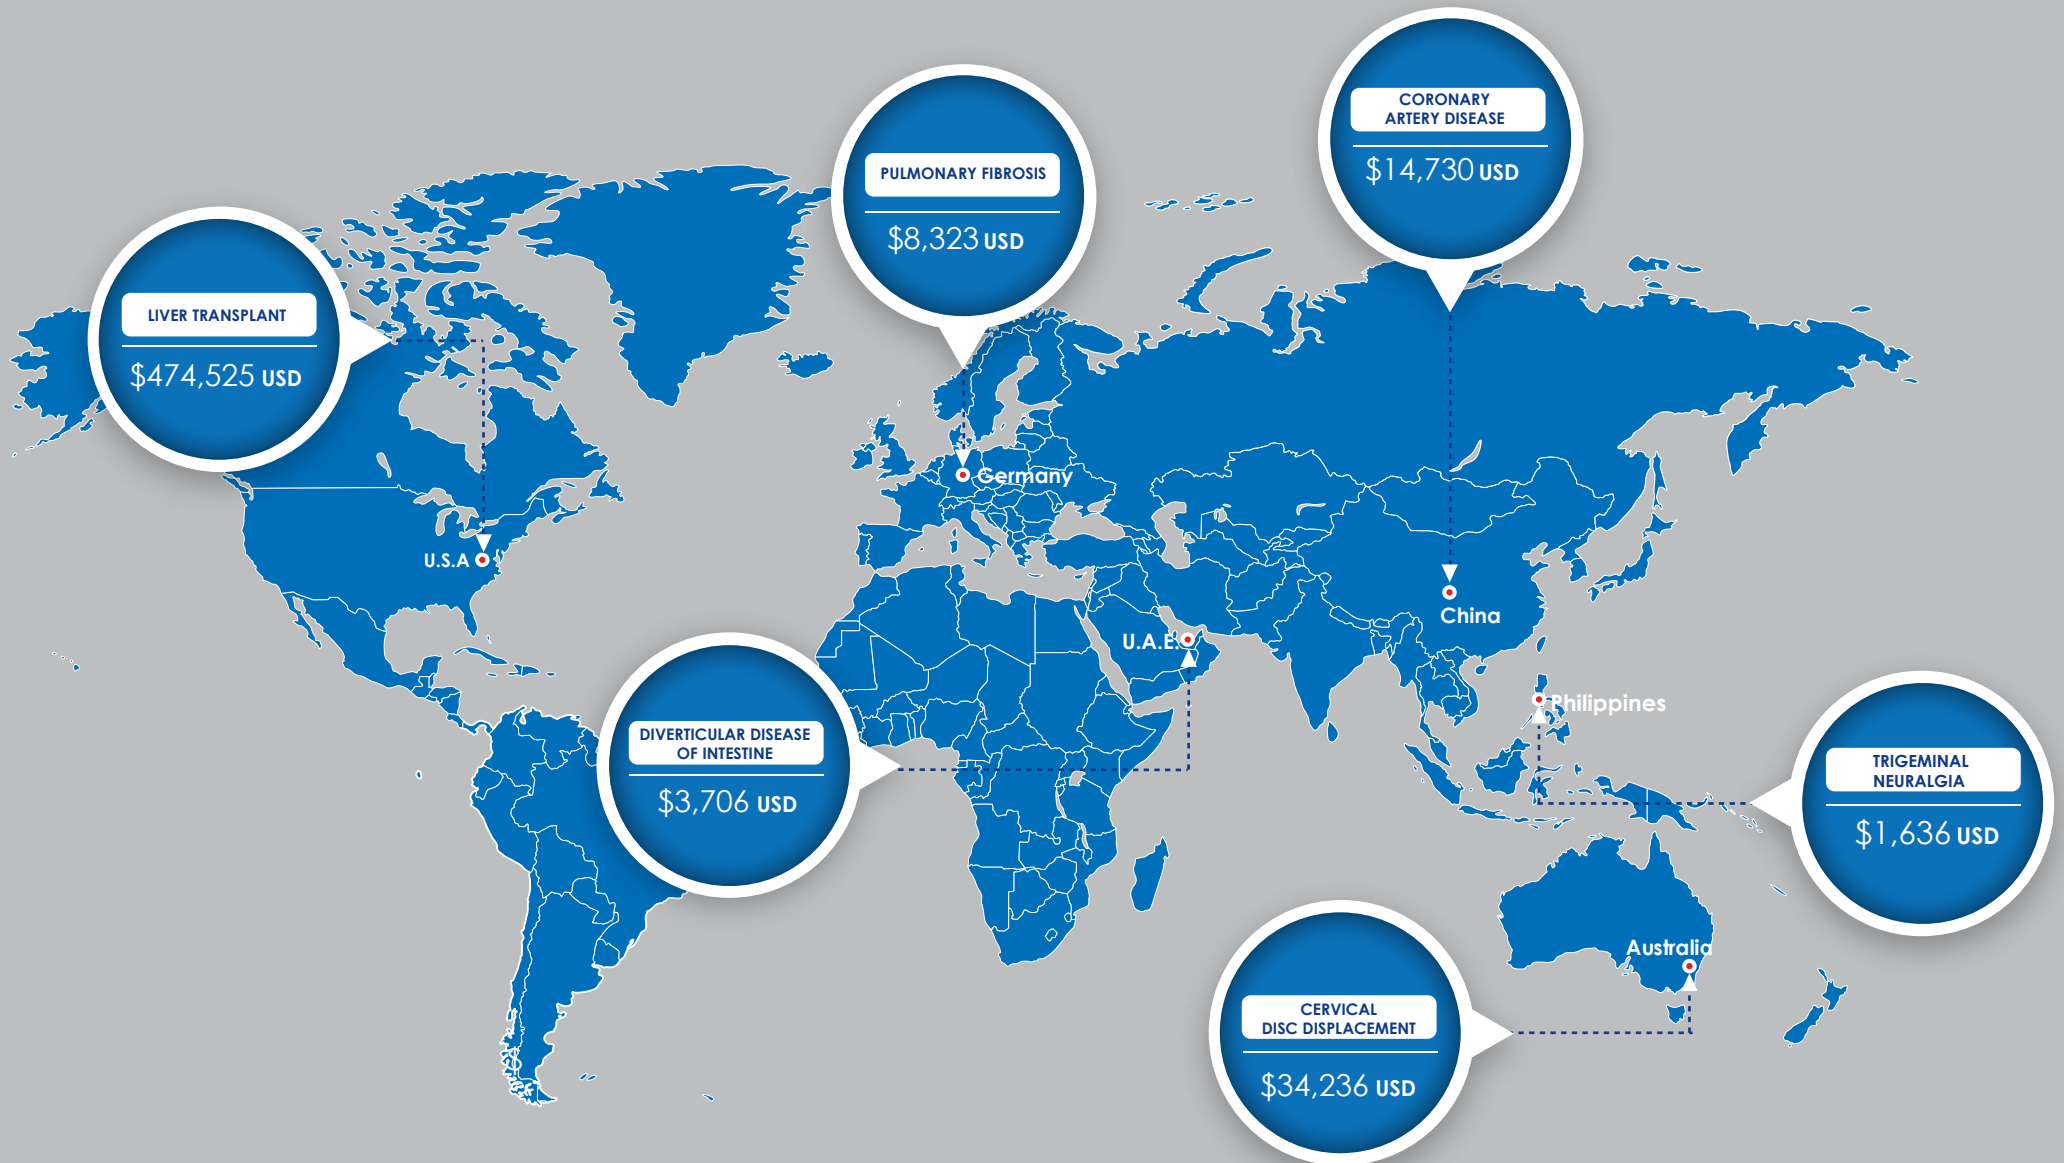 CORONARY
ARTERY DISEASE
$14,730 USD
PULMONARY FIBROSIS
$8,323 USD
LIVER TRANSPLANT
$474,525 USD
Germany
U.S.A
China
U.A.E.
Philippines
DIVERTICULAR DISEASE
OF INTESTINE
$3,706 USD
TRIGEMINAL
NEURALGIA
$1,636 USD
Australia
CERVICAL
DISC DISPLACEMENT
$34,236 USD
$